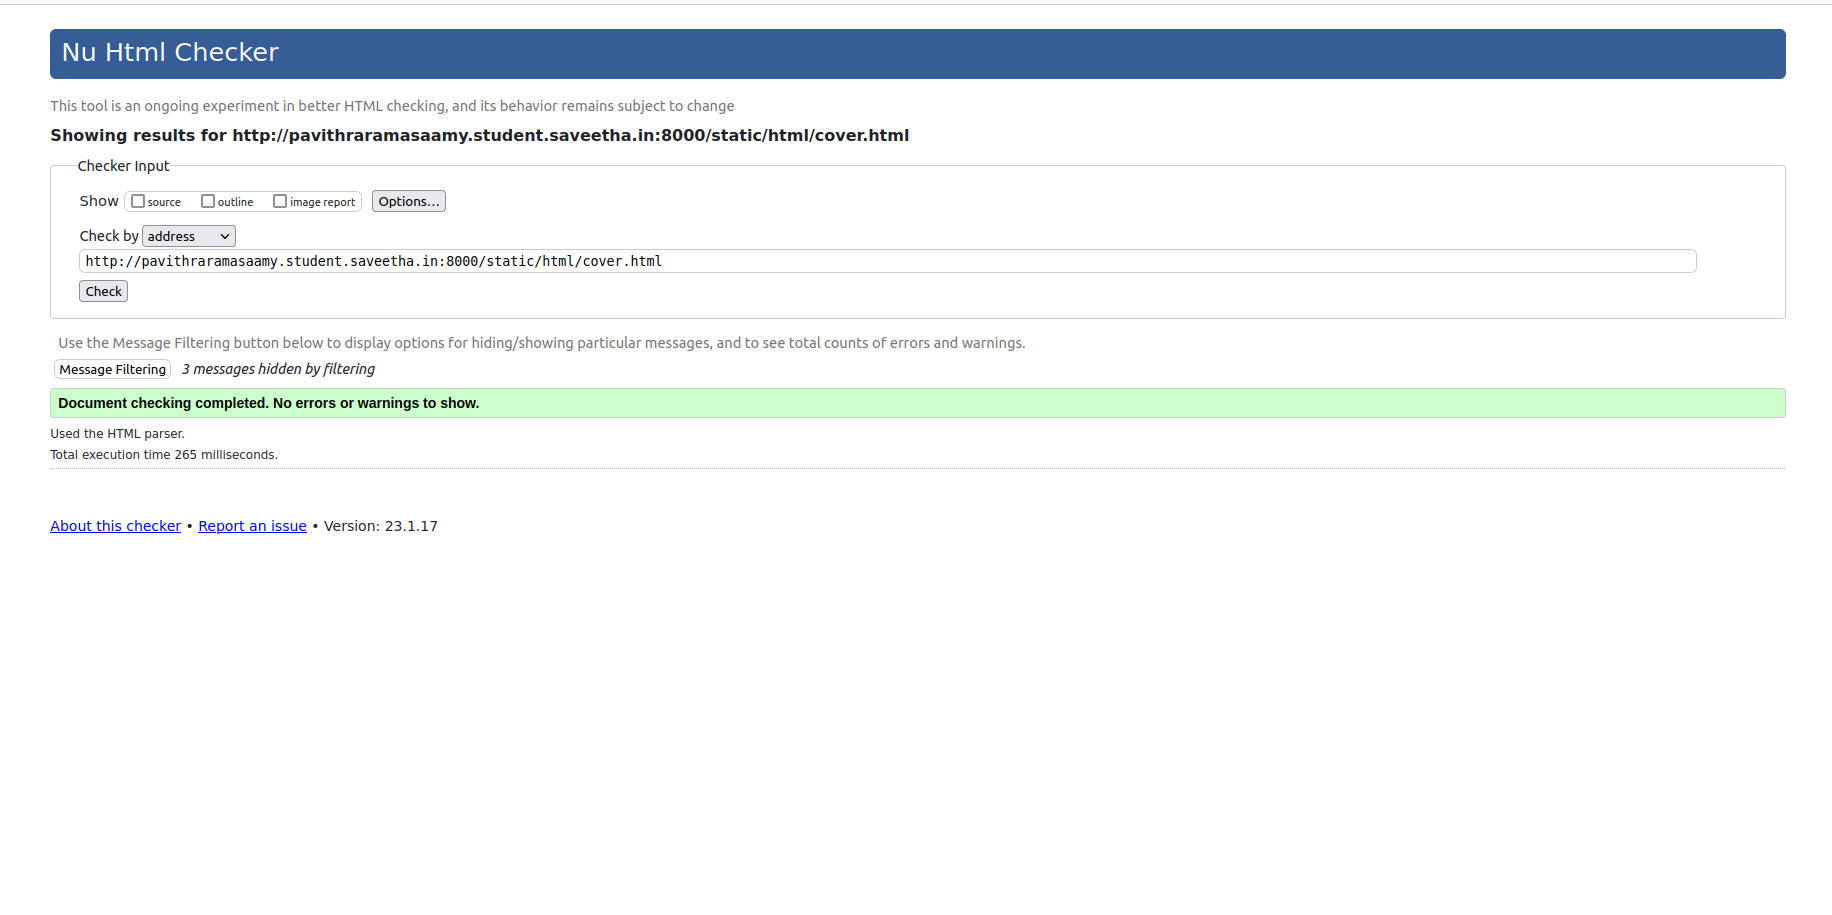 Nu Html Checker
This tool is an ongoing experiment in better HTML checking, and its behavior remains subject to change
Showing results for http://pavithraramasaamy.student.saveetha.in:8000/static/html/cover.html
Checker Input
Show source outline image report Options...
Check by address
http://pavithraramasaamy.student.saveetha.in:8000/static/html/cover.html
Check
Use the Message Filtering button below to display options for hiding/showing particular messages, and to see total counts of errors and warnings.
Message Filtering 3 messages hidden by filtering
Document checking completed. No errors or warnings to show.
Used the HTML parser.
Total execution time 265 milliseconds.
About this checker • Report an issue • Version: 23.1.17